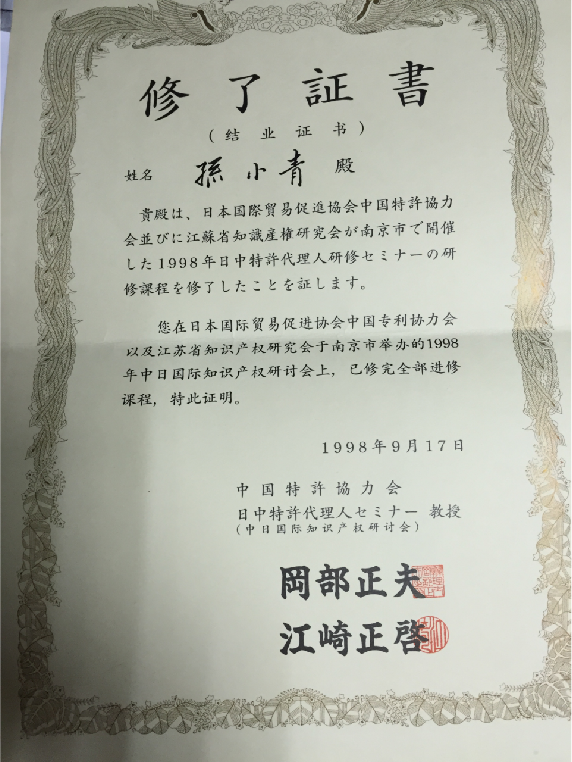 修了証書
(结业证书)
姓名 孫小青 殿
貴殿は、日本国際貿易促進協会中国特許協力
会並びに江蘇省知識産権研究会が南京市で開催
した1998年日中特許代理人研修セミナーの研
修課程を修了したことを証します。
您在日本国际贸易促进协会中国专利协力会
以及江苏省知识产权研究会于南京市举办的1998
年中日国际知识产权研讨会上，已修完全部进修
课程，特此证明。
1998年9月17日
中国特許協力会
日中特許代理人セミナー 教授
(中日国际知识产权研讨会)
岡部正夫
江崎正啓